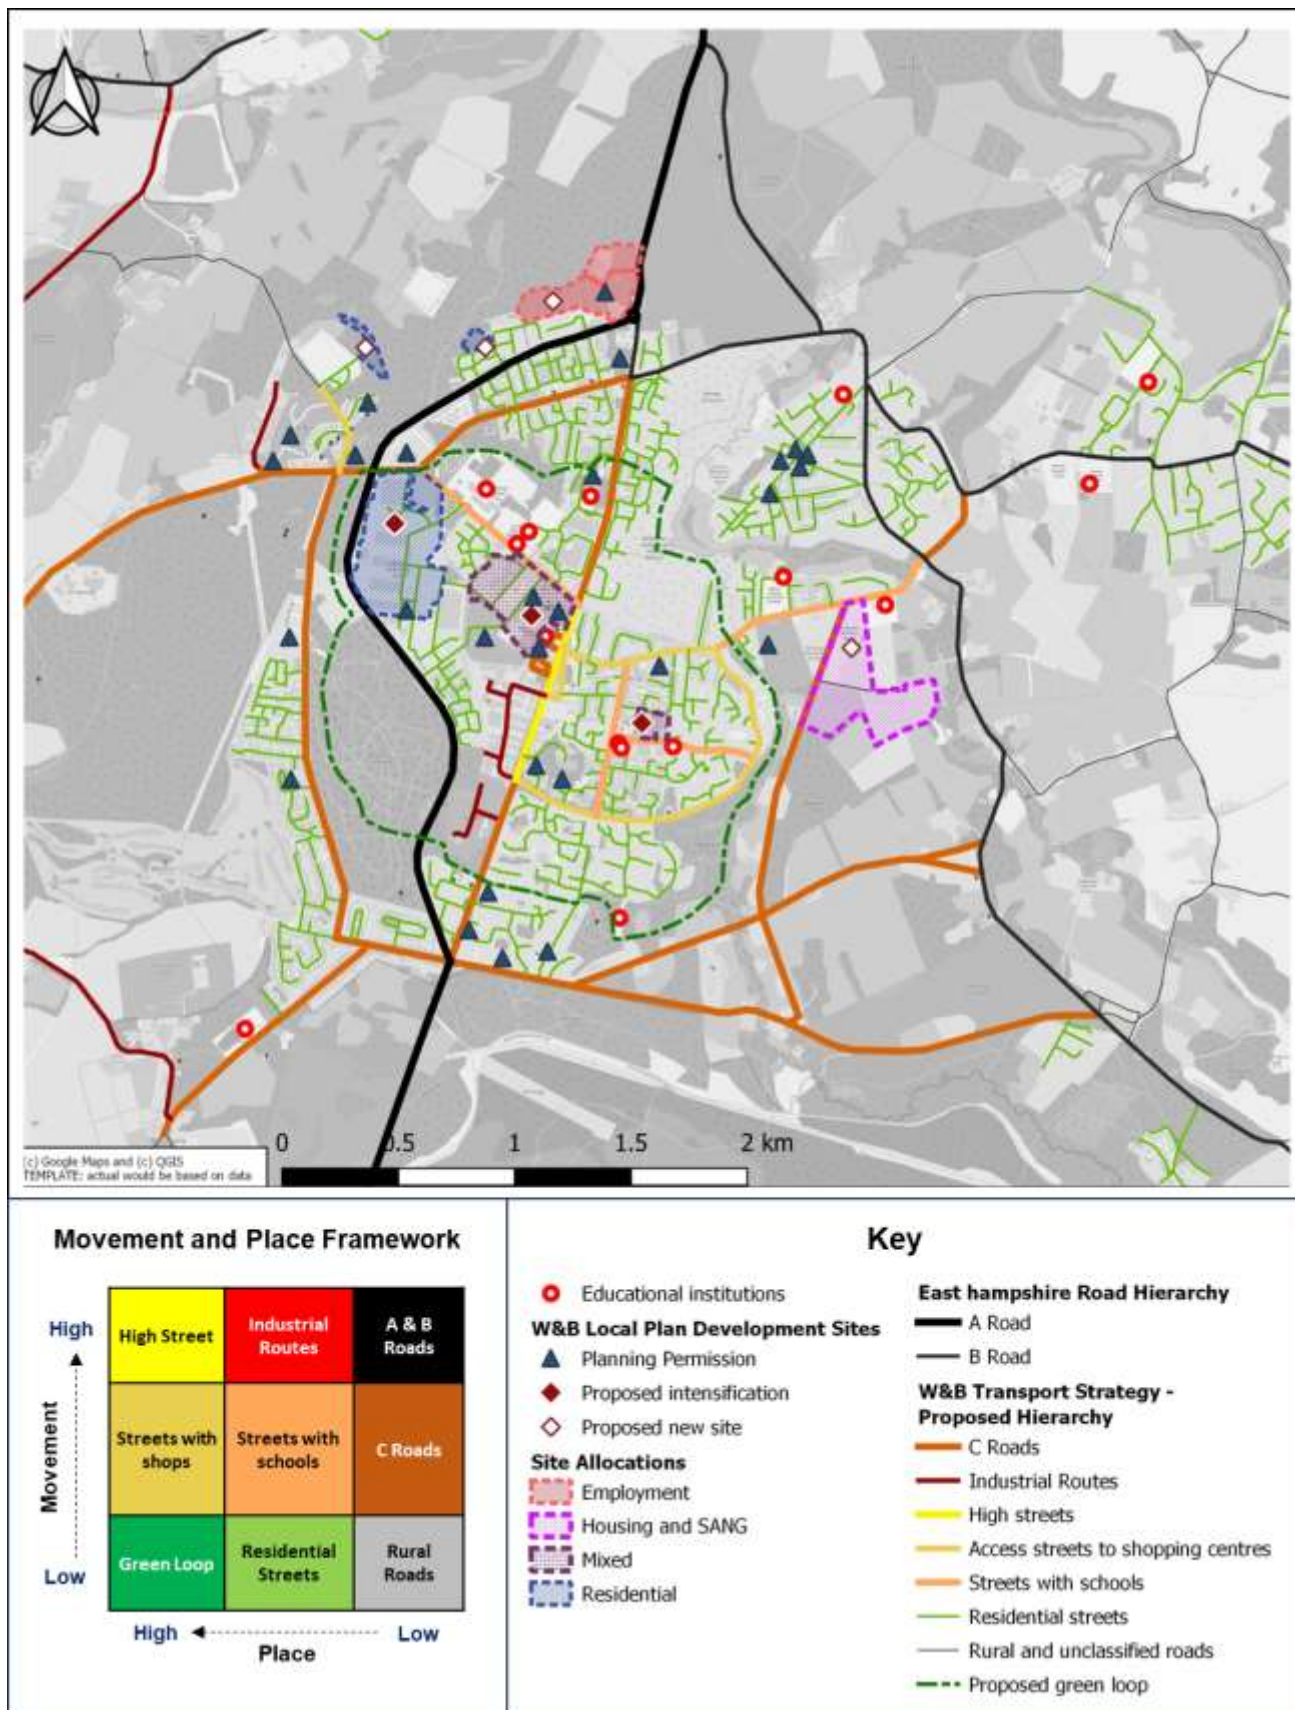 0
0.5
1
1.5
2 km
(c) Google Maps and (c) QGIS
TEMPLATE: actual would be based on data
Movement and Place Framework
High
Movement
Low
High Street
Industrial
Routes
A & B
Roads
Streets with
shops
Streets with
schools
C Roads
Green Loop
Residential
Streets
Rural
Roads
High
Low
Place
Key
Educational institutions
W&B Local Plan Development Sites
Planning Permission
Proposed intensification
Proposed new site
Site Allocations
Employment
Housing and SANG
Mixed
Residential
East hampshire Road Hierarchy
A Road
B Road
W&B Transport Strategy -
Proposed Hierarchy
C Roads
Industrial Routes
High streets
Access streets to shopping centres
Streets with schools
Residential streets
Rural and unclassified roads
Proposed green loop